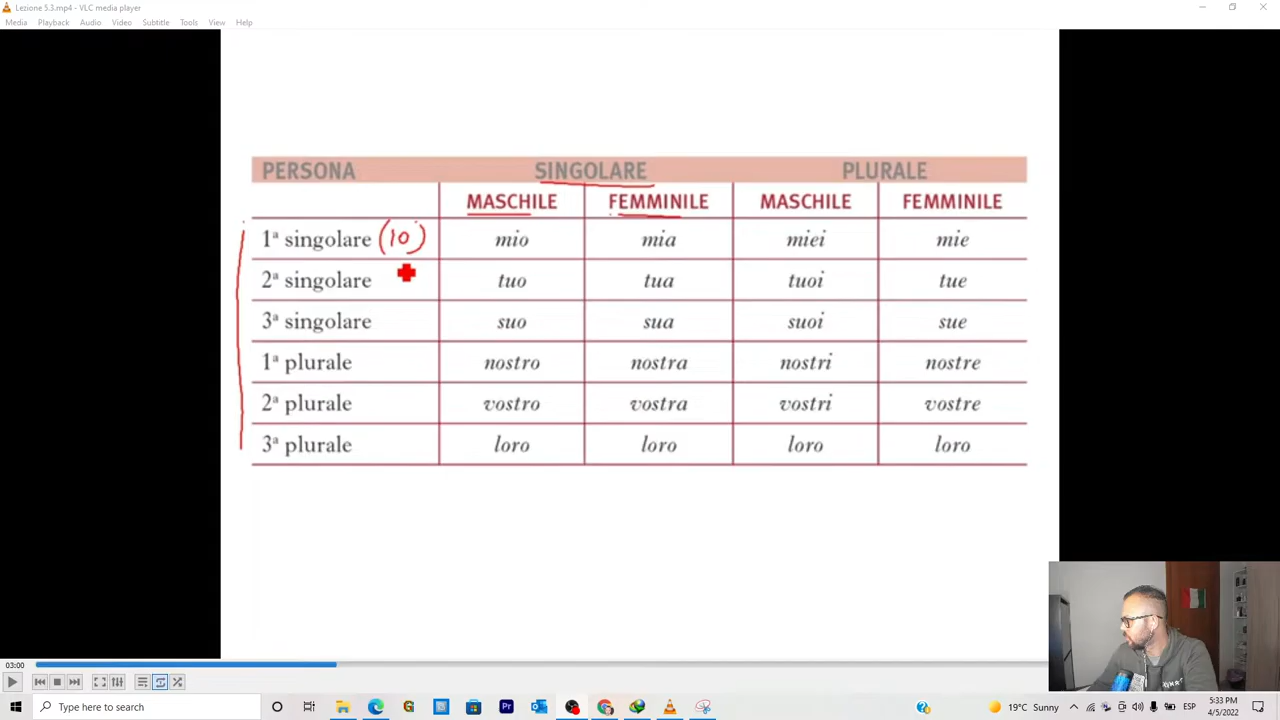 Lezione 5.3.mp4 - VLC media player
Media Playback Audio Video Subtitle Tools View Help
PERSONA SINGOLARE PLURALE
MASCHILE FEMMINILE MASCHILE FEMMINILE
1ª singolare (IO) mio mia miei mie
2ª singolare tuo tua tuoi tue
3ª singolare suo sua suoi sue
1ª plurale nostro nostra nostri nostre
2ª plurale vostro vostra vostri vostre
3ª plurale loro loro loro loro
03:00
Type here to search
19°C Sunny
ESP
5:33 PM
4/5/2022